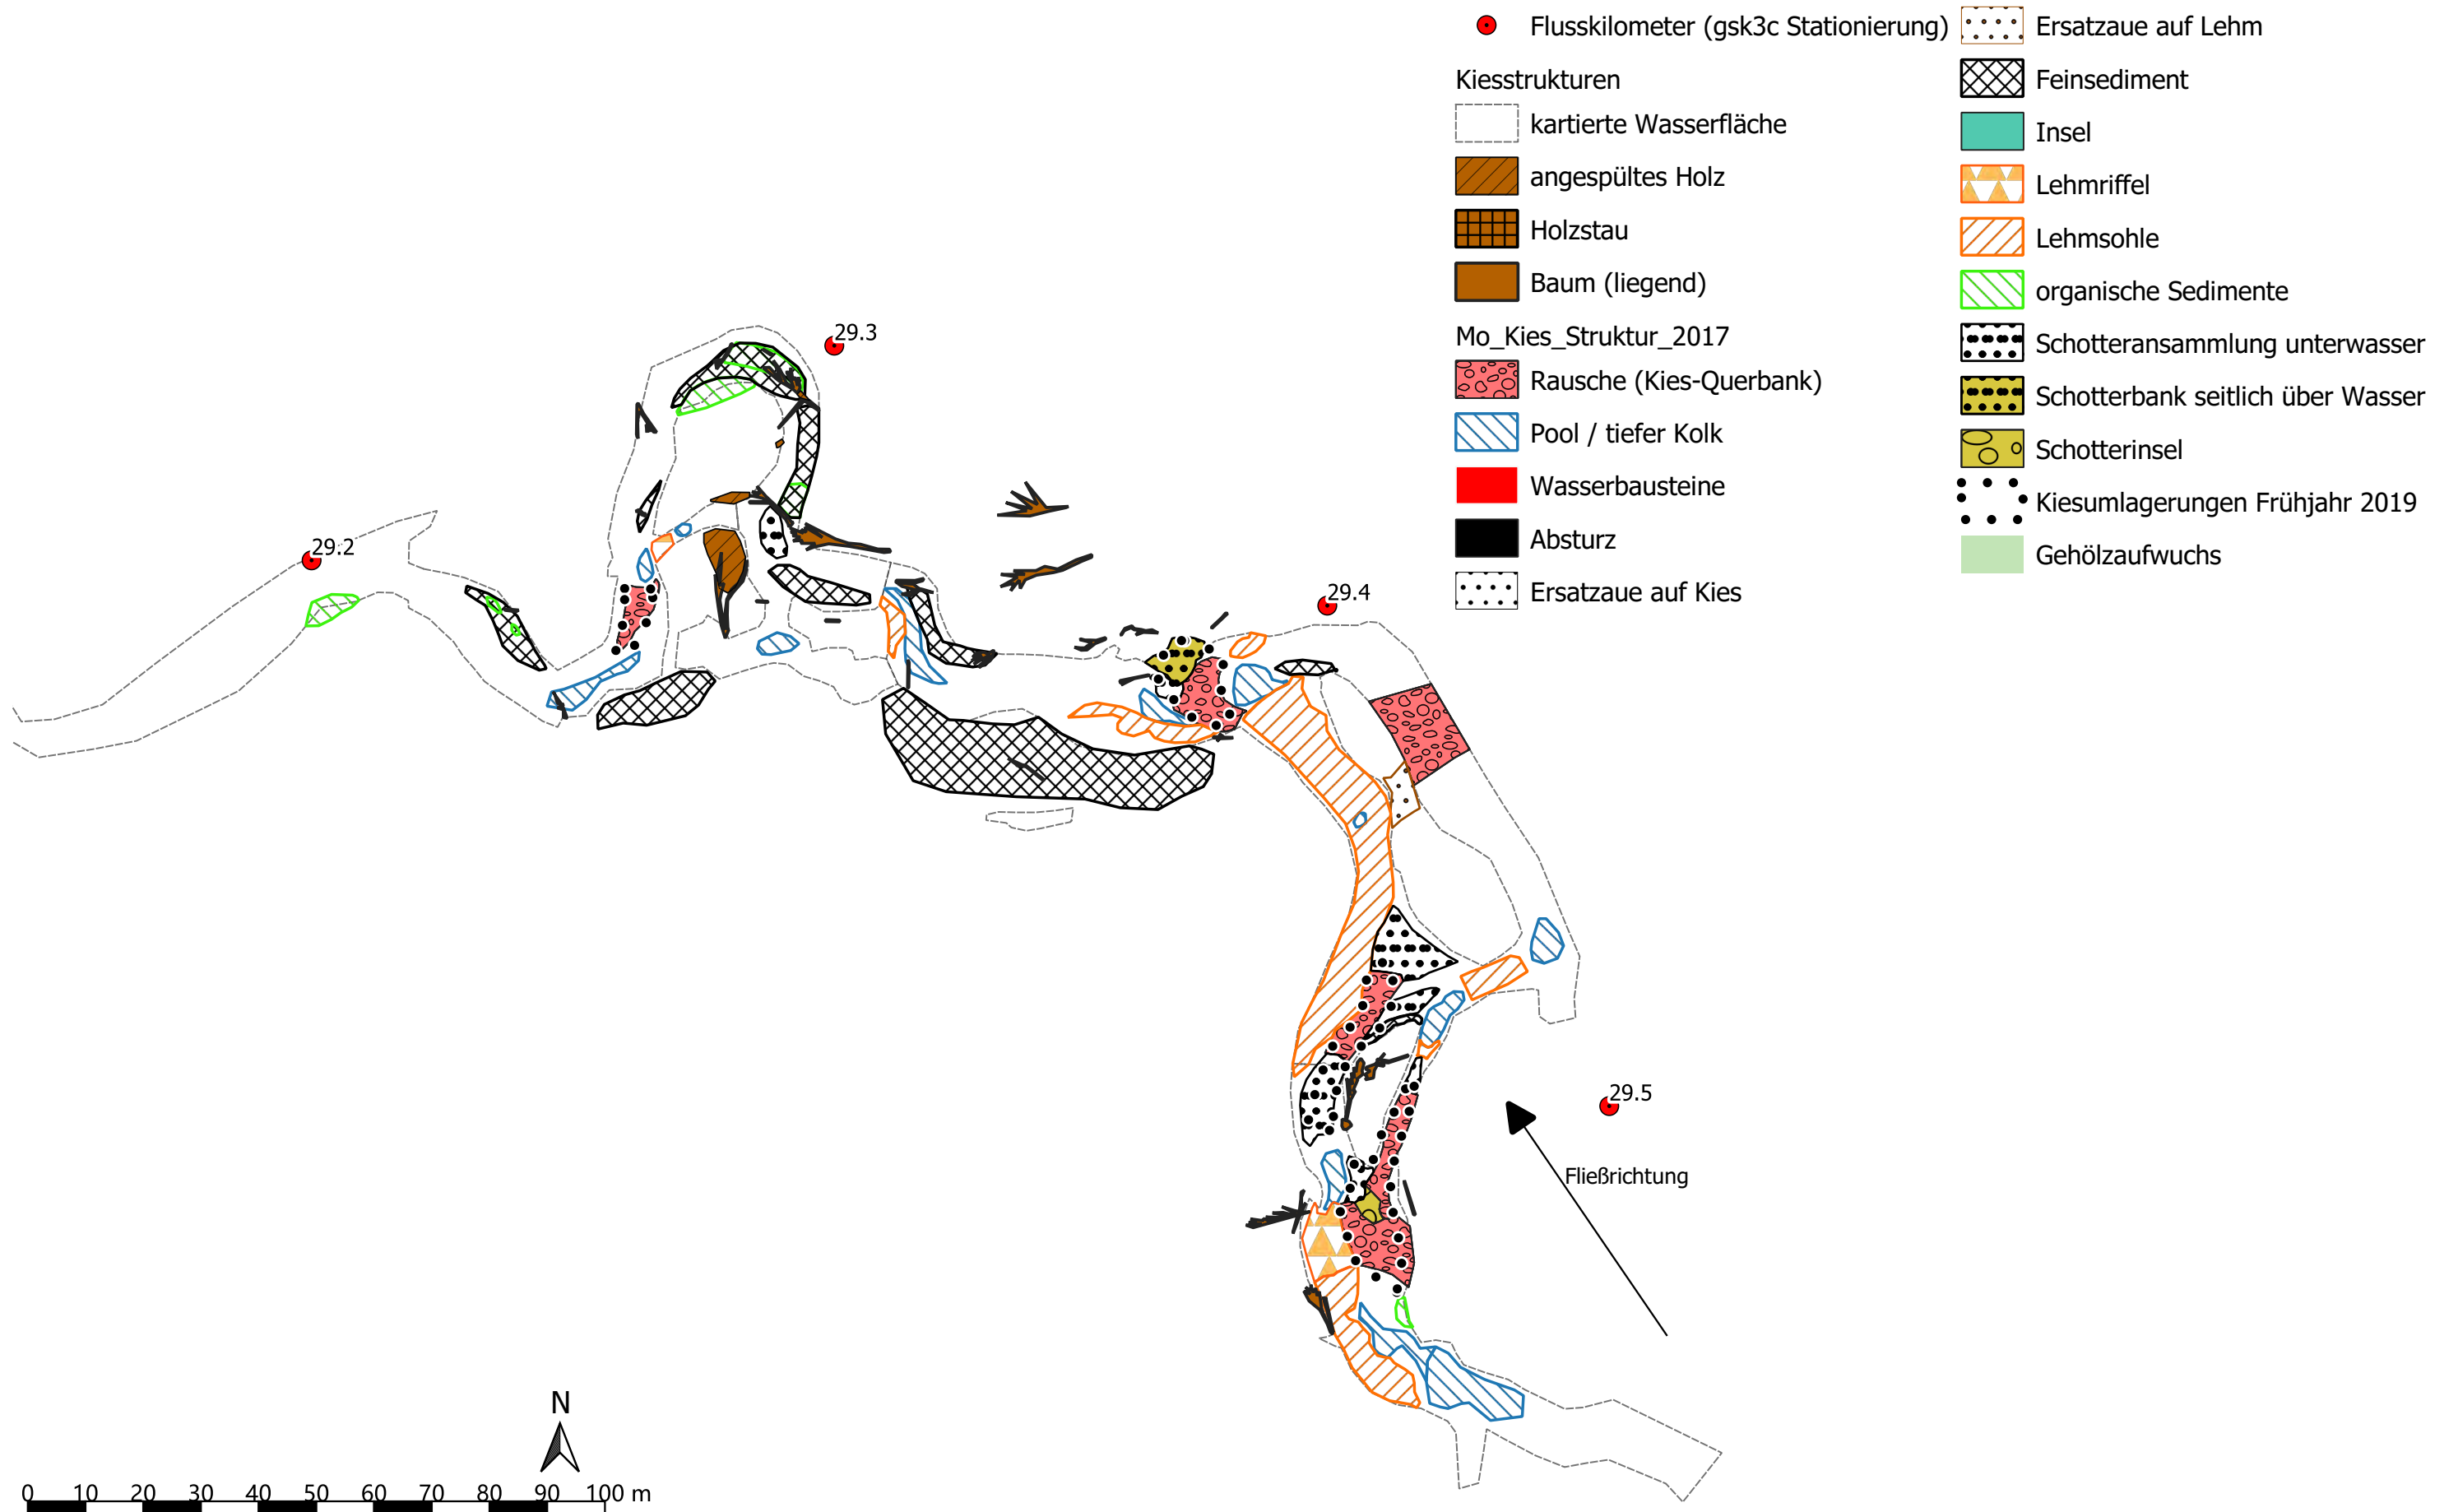 Flusskilometer (gsk3c Stationierung)
Kiesstrukturen
kartierte Wasserfläche
angespültes Holz
Holzstau
Baum (liegend)
Mo_Kies_Struktur_2017
Rausche (Kies-Querbank)
Pool / tiefer Kolk
Wasserbausteine
Absturz
Ersatzaue auf Kies
Ersatzaue auf Lehm
Feinsediment
Insel
Lehmriffel
Lehmsohle
organische Sedimente
Schotteransammlung unterwasser
Schotterbank seitlich über Wasser
Schotterinsel
Kiesumlagerungen Frühjahr 2019
Gehölzaufwuchs
29.3
29.2
29.4
29.5
Fließrichtung
N
0 10 20 30 40 50 60 70 80 90 100 m